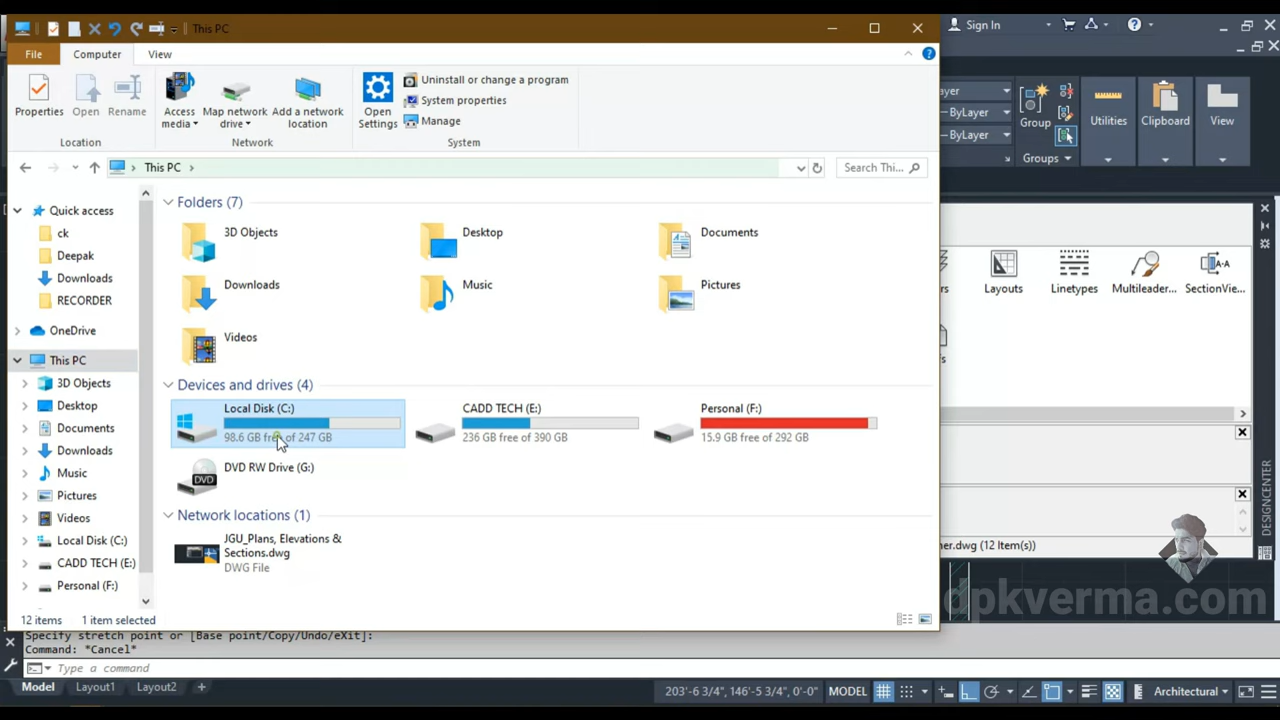 This PC
Sign In
File
Computer
View
Properties
Open
Rename
Access media
Map network drive
Add a network location
Open Settings
Uninstall or change a program
System properties
Manage
Location
Network
System
ByLayer
ByLayer
Group
Groups
Utilities
Clipboard
View
This PC
Search Thi...
Quick access
ck
Deepak
Downloads
RECORDER
OneDrive
This PC
3D Objects
Desktop
Documents
Downloads
Music
Pictures
Videos
Local Disk (C:)
CADD TECH (E:)
Personal (F:)
Folders (7)
3D Objects
Desktop
Documents
Downloads
Music
Pictures
Videos
Devices and drives (4)
Local Disk (C:)
98.6 GB free of 247 GB
CADD TECH (E:)
236 GB free of 390 GB
Personal (F:)
15.9 GB free of 292 GB
DVD RW Drive (G:)
DVD
Network locations (1)
JGU_Plans, Elevations &
Sections.dwg
DWG File
12 items
1 item selected
Layouts
Linetypes
Multileader...
SectionVie...
DESIGNCENTER
ner.dwg (12 Item(s))
dpkverma.com
Specify stretch point or [Base point/Copy/Undo/eXit]:
Command: *Cancel*
Type a command
Model
Layout1
Layout2
203'-6 3/4", 146'-5 3/4", 0'-0"
MODEL
Architectural